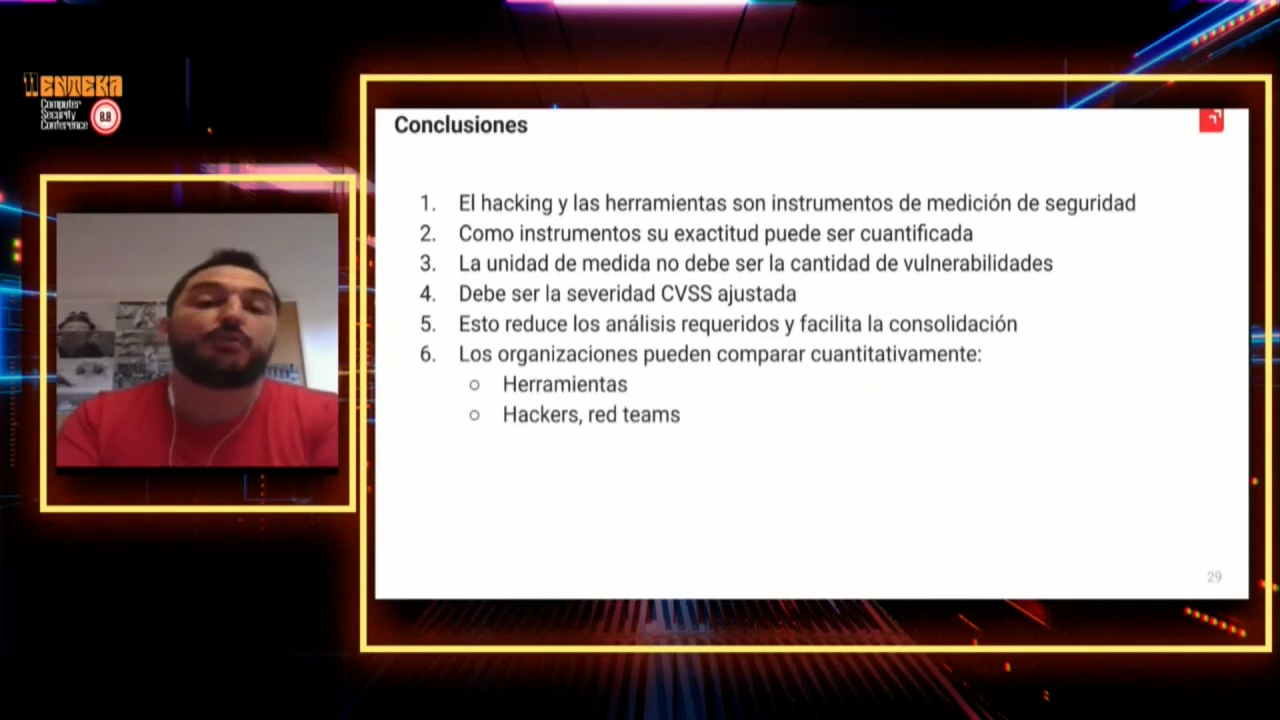 11ENTEKA
Computer
Security
Conference
8.8
Conclusiones
1. El hacking y las herramientas son instrumentos de medición de seguridad
2. Como instrumentos su exactitud puede ser cuantificada
3. La unidad de medida no debe ser la cantidad de vulnerabilidades
4. Debe ser la severidad CVSS ajustada
5. Esto reduce los análisis requeridos y facilita la consolidación
6. Los organizaciones pueden comparar cuantitativamente:
○ Herramientas
○ Hackers, red teams
29